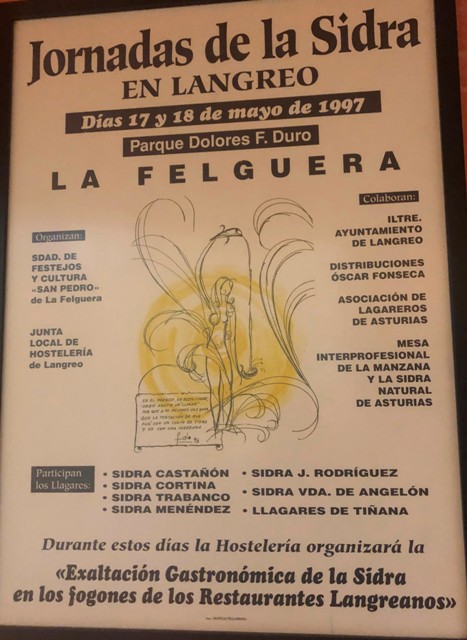 Jornadas de la Sidra
EN LANGREO
Días 17 y 18 de mayo de 1997
Parque Dolores F. Duro
LA FELGUERA
Organizan:
SDAD. DE
FESTEJOS
Y CULTURA
«SAN PEDRO»
de La Felguera
JUNTA
LOCAL DE
HOSTELERÍA
de Langreo
Colaboran:
ILTRE.
AYUNTAMIENTO
DE LANGREO
DISTRIBUCIONES
ÓSCAR FONSECA
ASOCIACIÓN DE
LAGAREROS
DE ASTURIAS
MESA
INTERPROFESIONAL
DE LA MANZANA
Y LA SIDRA
NATURAL
DE ASTURIAS
Participan
los Llagares:
• SIDRA CASTAÑÓN
• SIDRA CORTINA
• SIDRA TRABANCO
• SIDRA MENÉNDEZ
• SIDRA J. RODRÍGUEZ
• SIDRA VDA. DE ANGELÓN
• LLAGARES DE TIÑANA
Durante estos días la Hostelería organizará la
«Exaltación Gastronómica de la Sidra
en los fogones de los Restaurantes Langreanos»